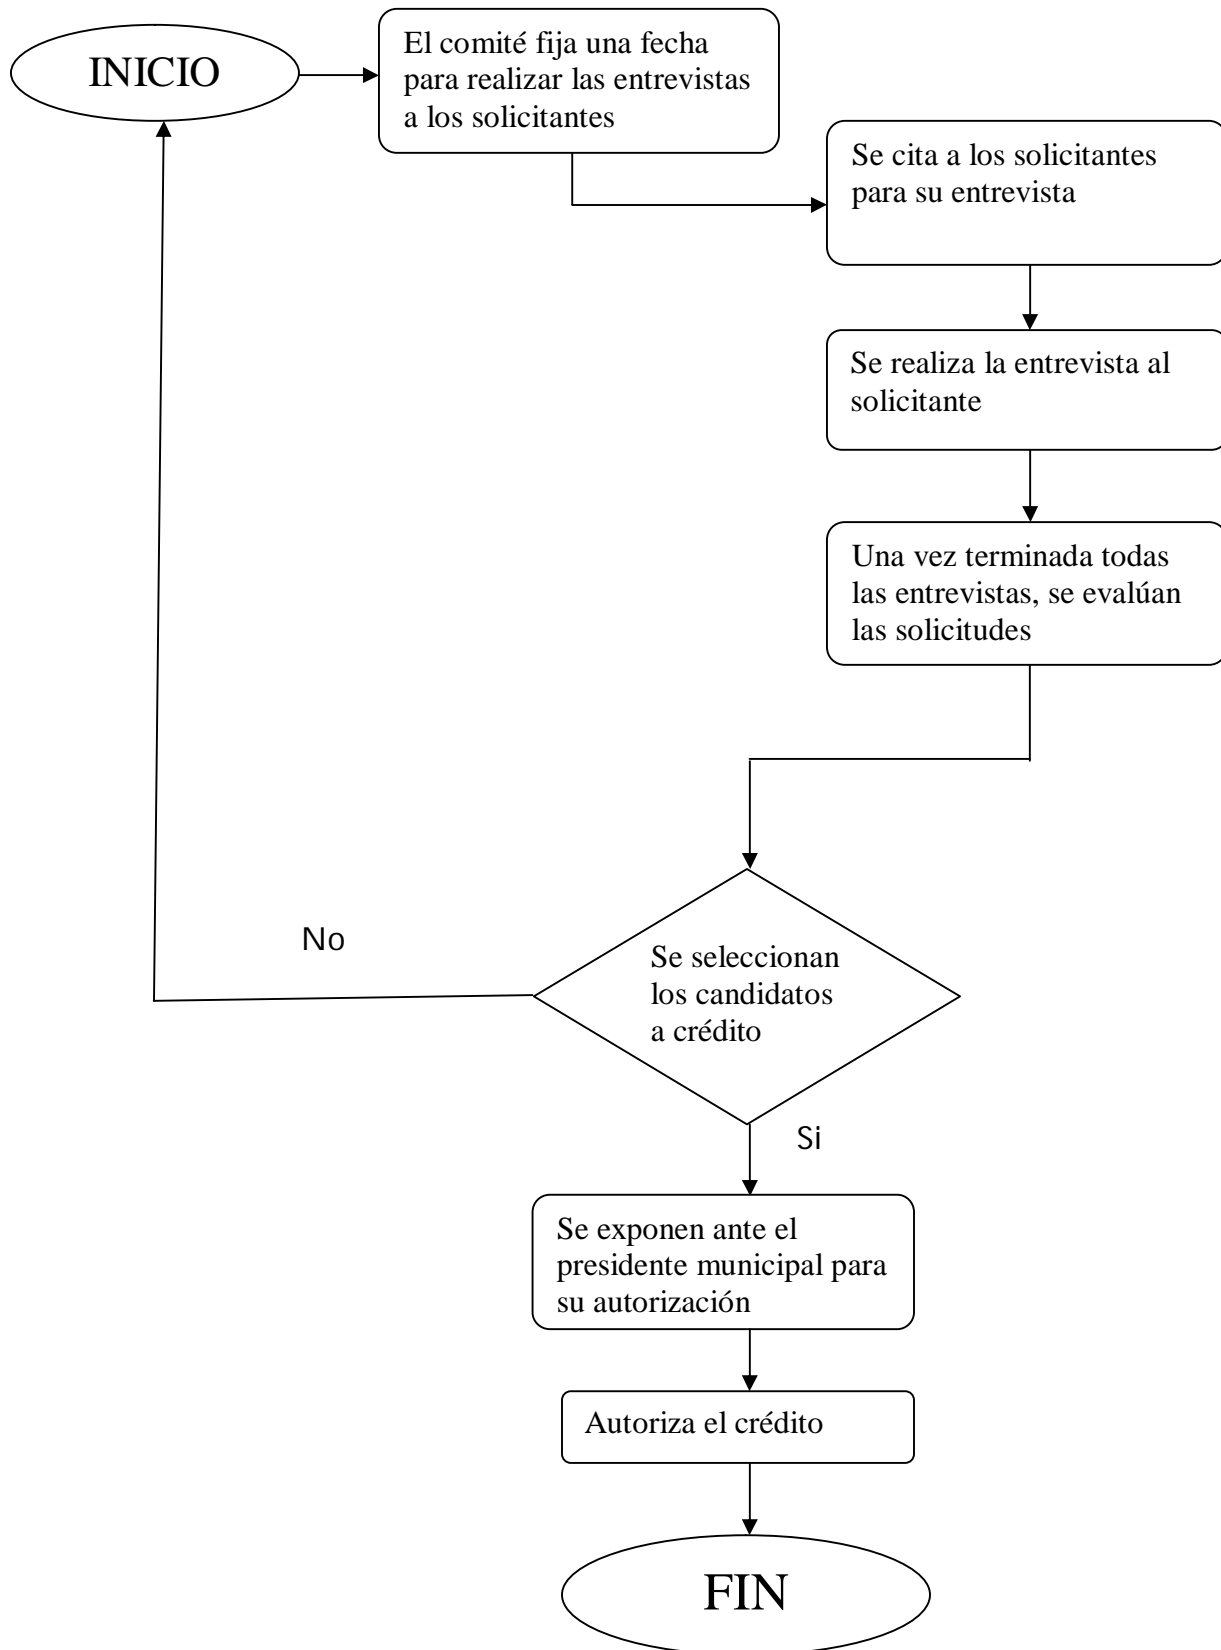 INICIO
El comité fija una fecha
para realizar las entrevistas
a los solicitantes
Se cita a los solicitantes
para su entrevista
Se realiza la entrevista al
solicitante
Una vez terminada todas
las entrevistas, se evalúan
las solicitudes
No
Se seleccionan
los candidatos
a crédito
Si
Se exponen ante el
presidente municipal para
su autorización
Autoriza el crédito
FIN